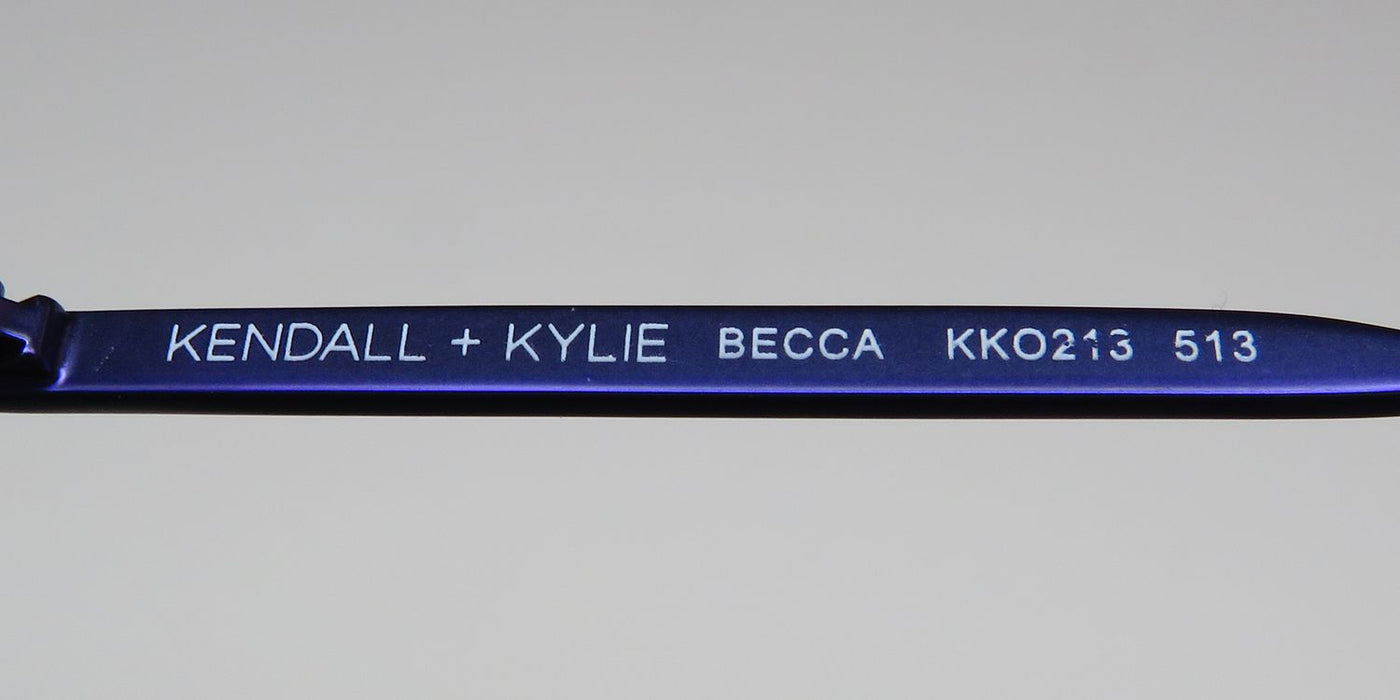 KENDALL + KYLIE BECCA KKO213 513